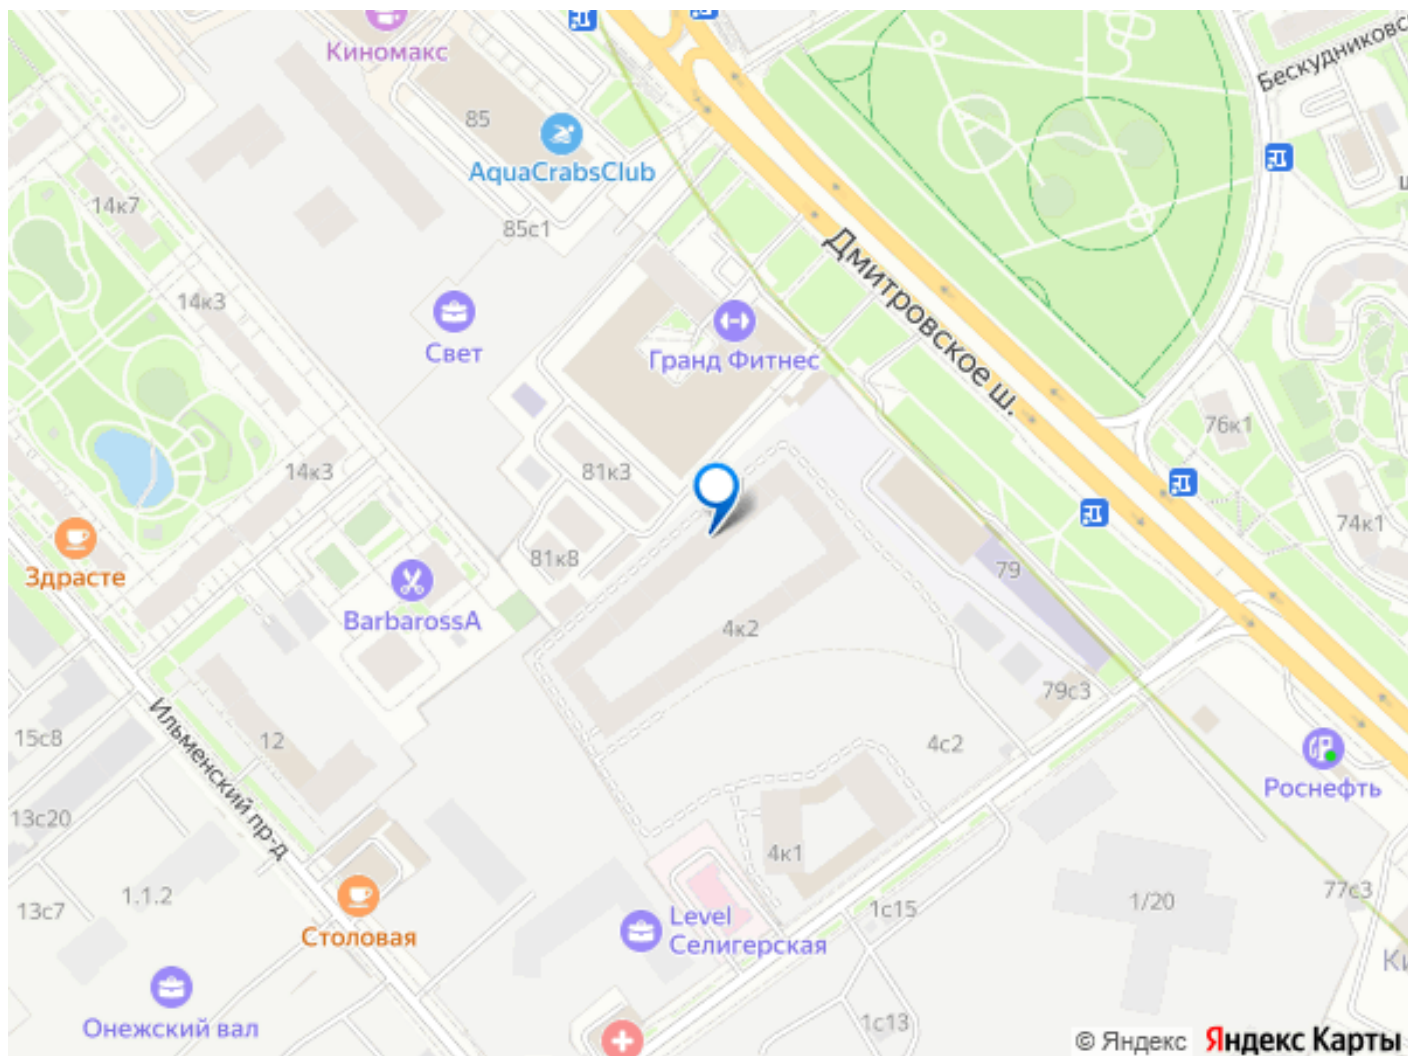 Киномакс
Бескудниковс
85
AquaCrabsClub
14к7
85с1
Дмитровское ш.
14к3
Свет
Гранд Фитнес
76к1
14к3
81к3
74к1
Здрасте
81к8
79
BarbarossA
4к2
79с3
15с8
12
4с2
Ильменский пр-д
Роснефть
13с20
4к1
1.1.2
77с3
13с7
1с15
1/20
Level
Селигерская
Столовая
Ки
Онежский вал
1с13
© Яндекс
Яндекс Карты